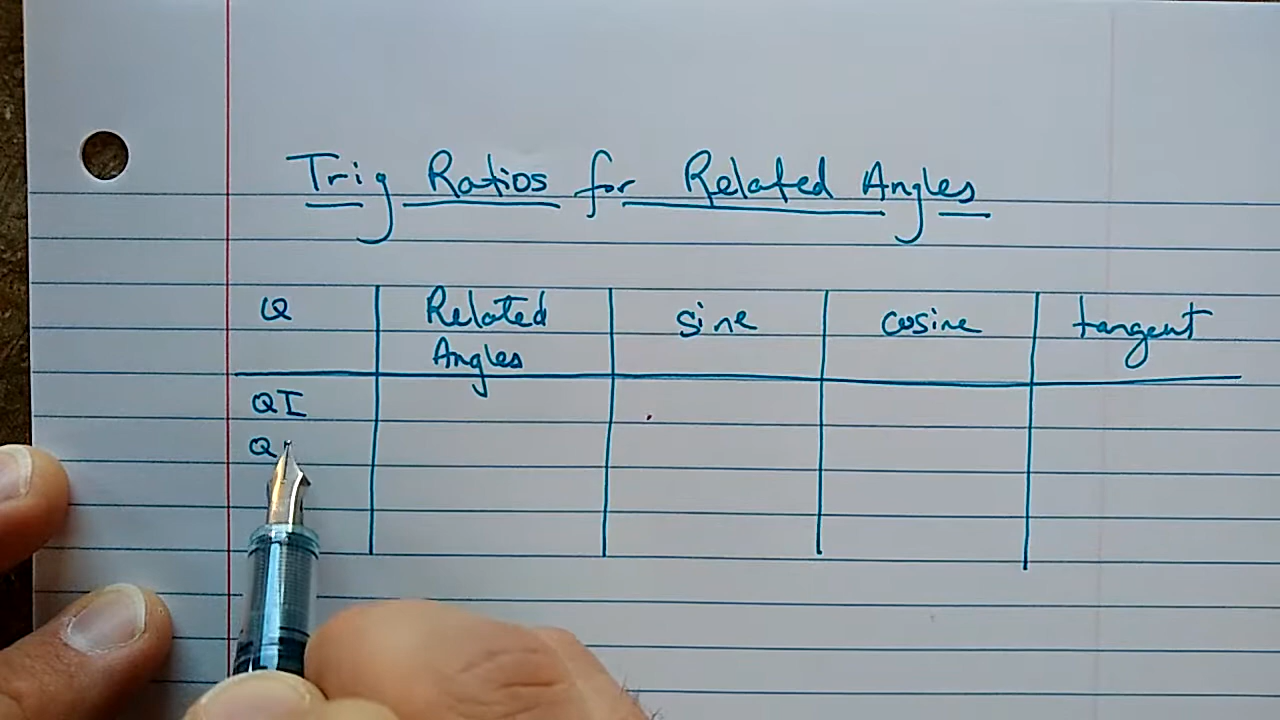 Trig Ratios for Related Angles
Q Related Angles sine cosine tangent
QI
Q